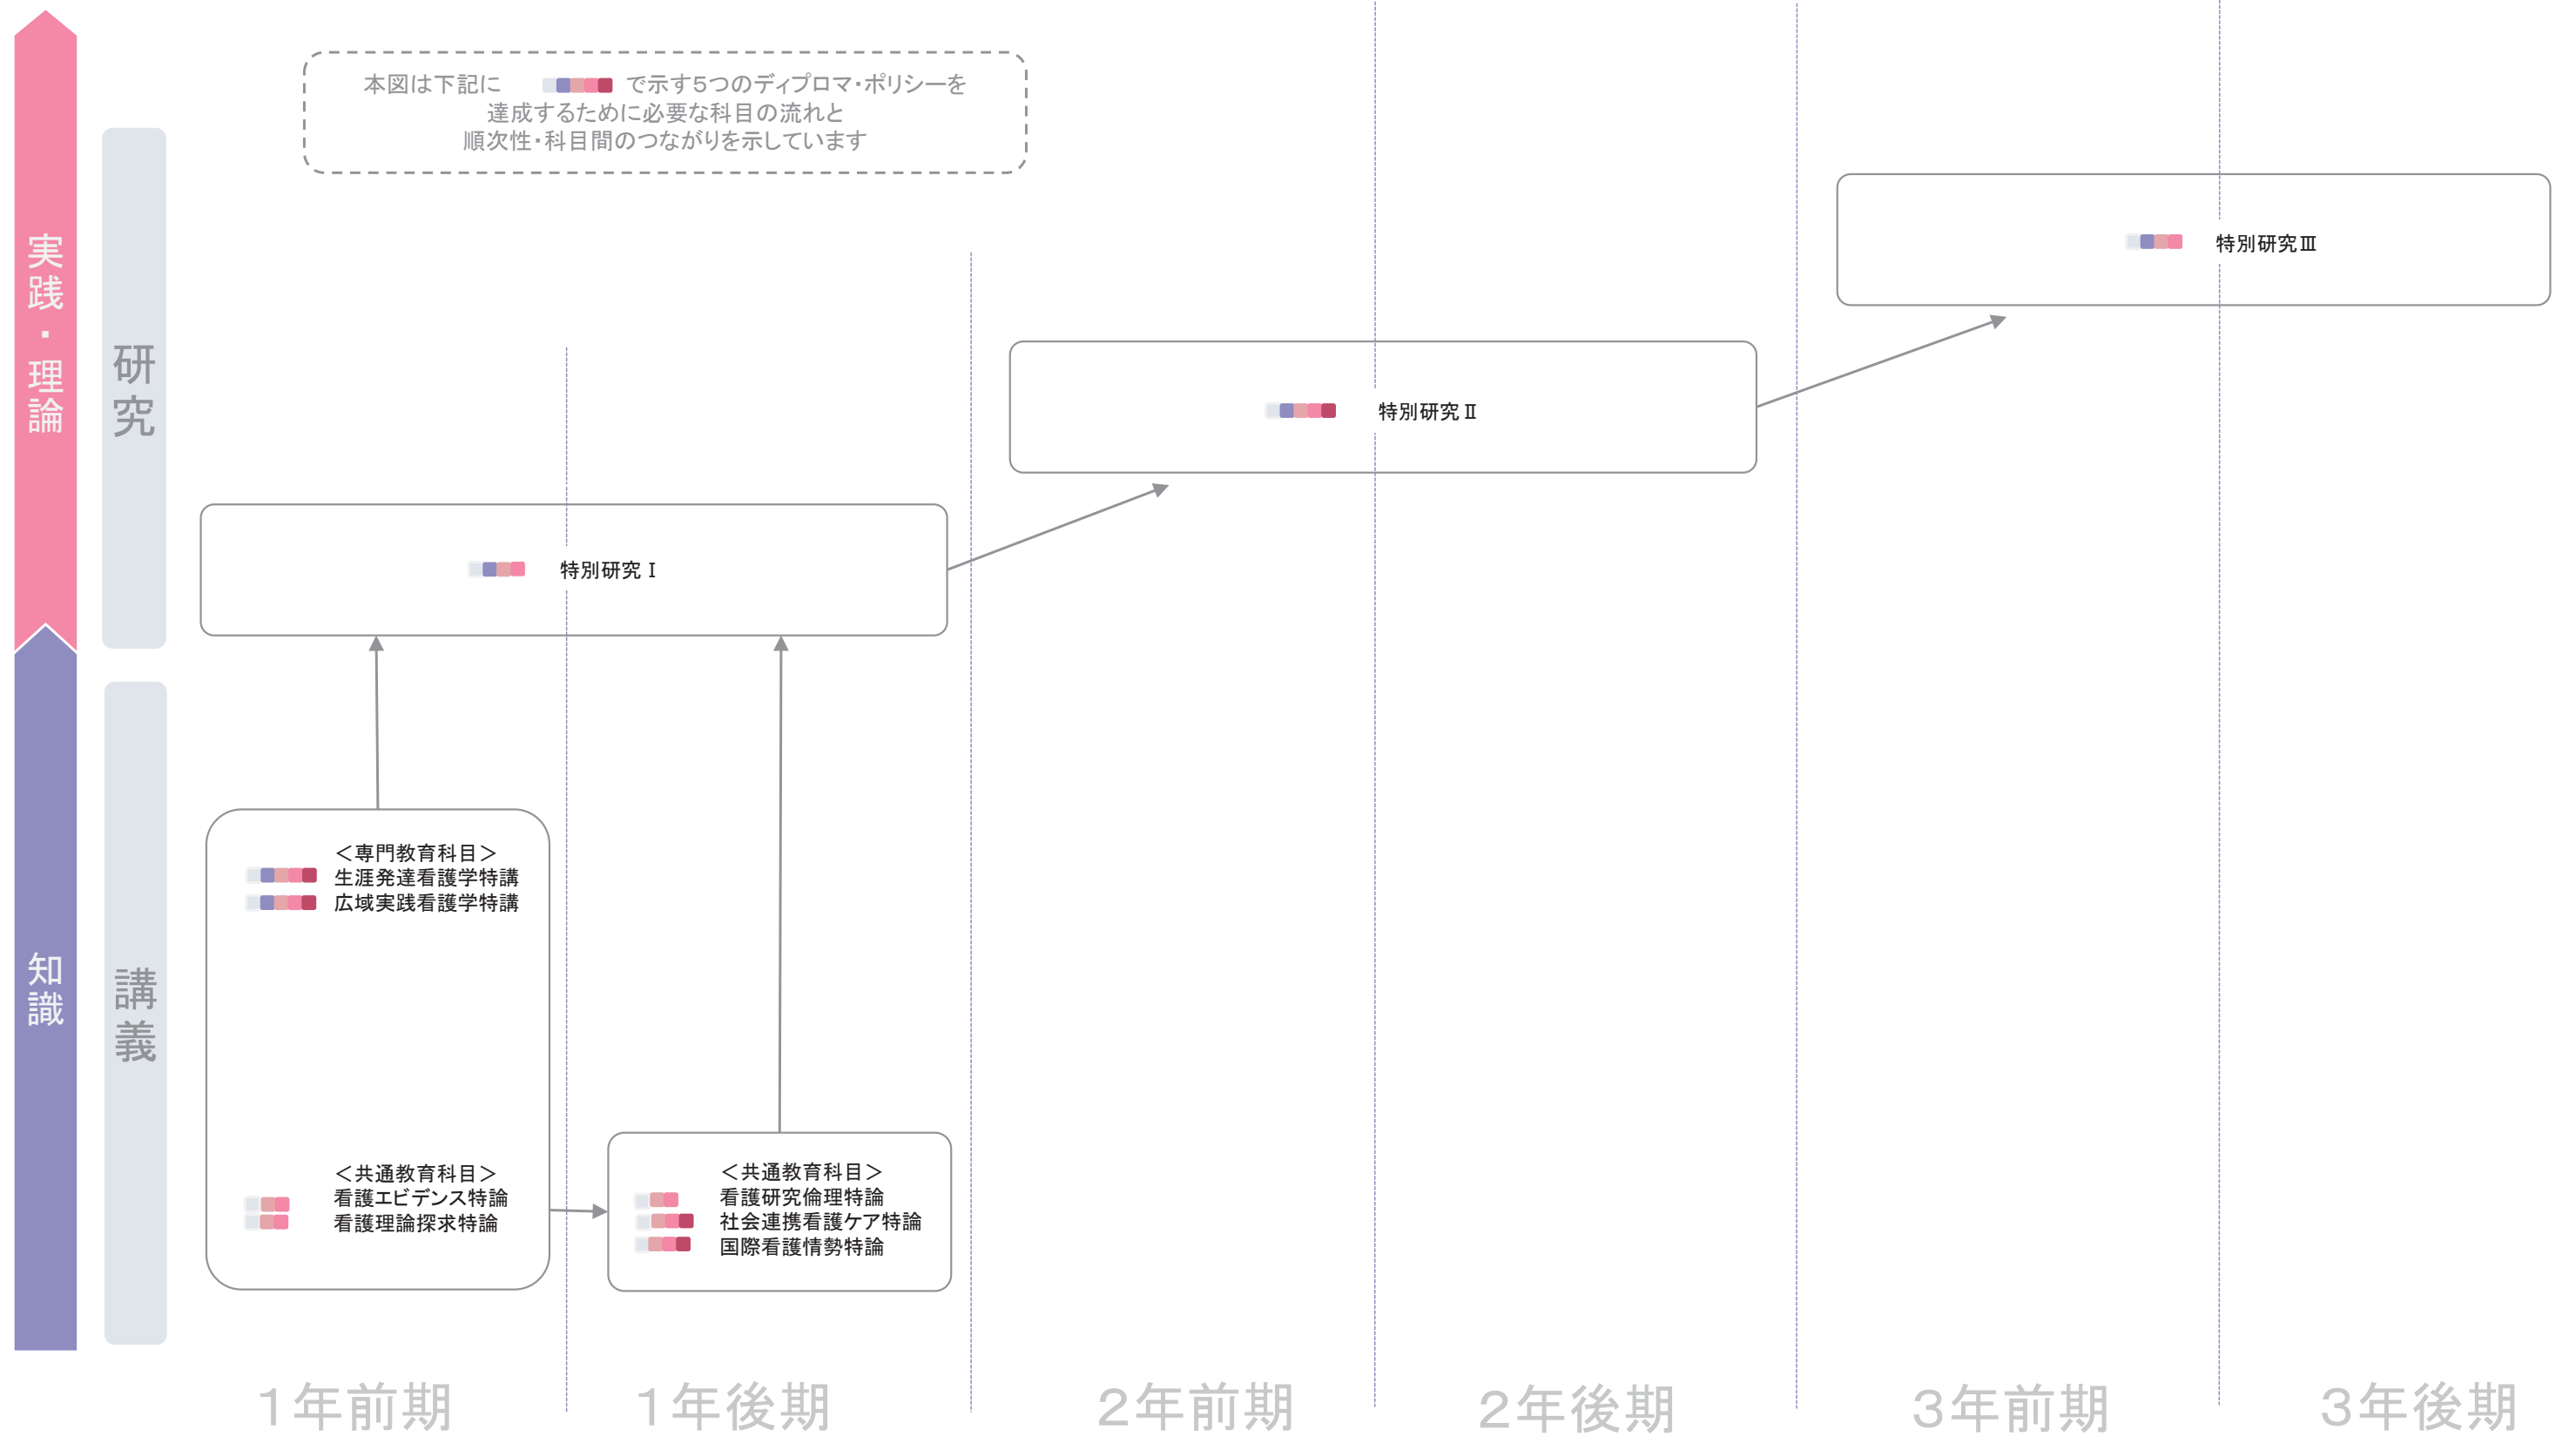 本図は下記に で示す5つのディプロマ・ポリシーを
達成するために必要な科目の流れと
順次性・科目間のつながりを示しています
実践・理論
研究
特別研究Ⅲ
特別研究Ⅱ
特別研究Ⅰ
知識
講義
＜専門教育科目＞
生涯発達看護学特講
広域実践看護学特講
＜共通教育科目＞
看護エビデンス特論
看護理論探求特論
＜共通教育科目＞
看護研究倫理特論
社会連携看護ケア特論
国際看護情勢特論
1年前期
1年後期
2年前期
2年後期
3年前期
3年後期